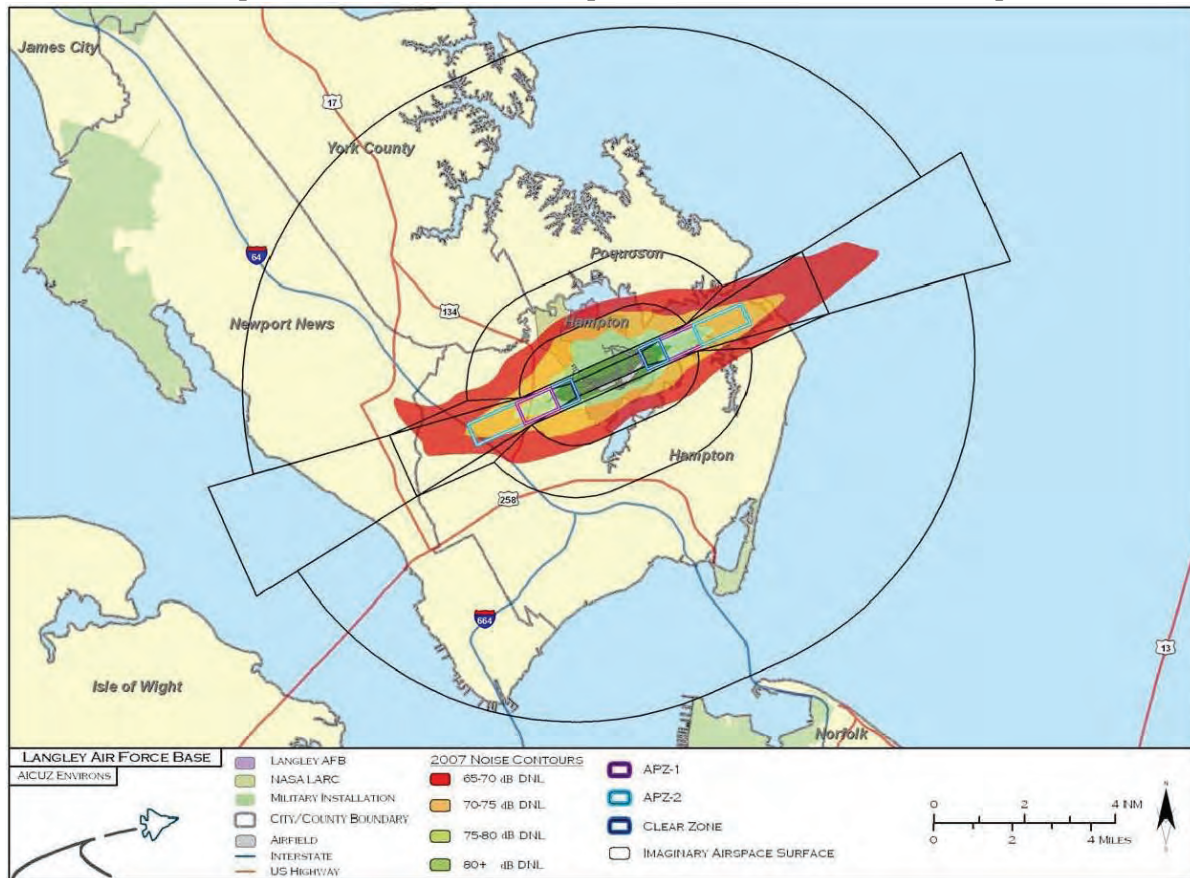 James City
17
York County
64
Poquoson
134
Newport News
Hampton
Hampton
258
664
13
Isle of Wight
Norfolk
LANGLEY AIR FORCE BASE
AICUZ ENVIRONS
LANGLEY AFB
NASA LARC
MILITARY INSTALLATION
CITY/COUNTY BOUNDARY
AIRFIELD
INTERSTATE
US HIGHWAY
2007 NOISE CONTOURS
65-70 dB DNL
70-75 dB DNL
75-80 dB DNL
80+ dB DNL
APZ-1
APZ-2
CLEAR ZONE
IMAGINARY AIRSPACE SURFACE
0 2 4 NM
0 2 4 MILES
N